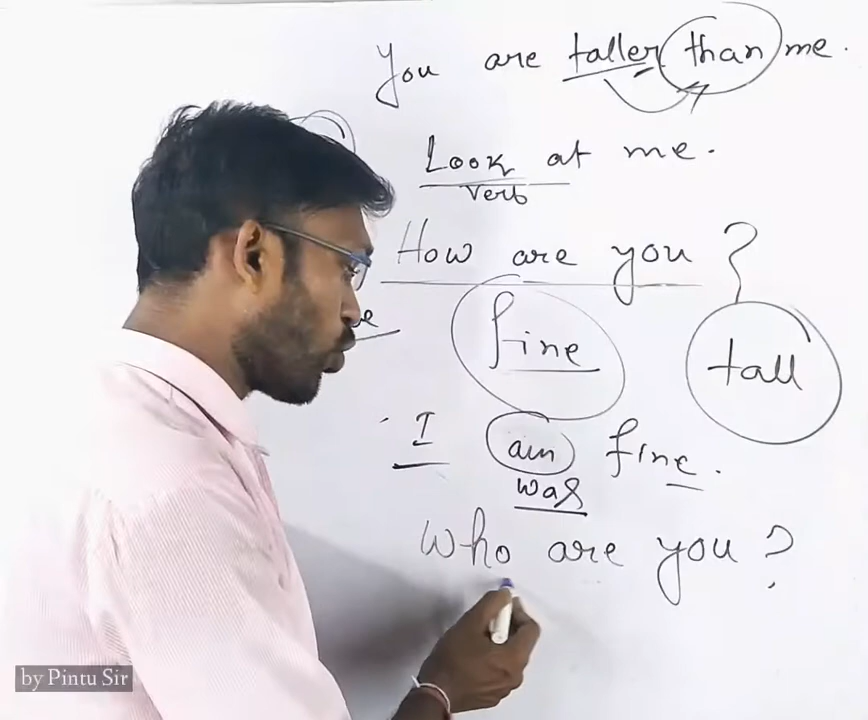 You are taller than me.
Look at me.
verb
How are you ?
fine
tall
I am fine.
was
Who are you ?
by Pintu Sir